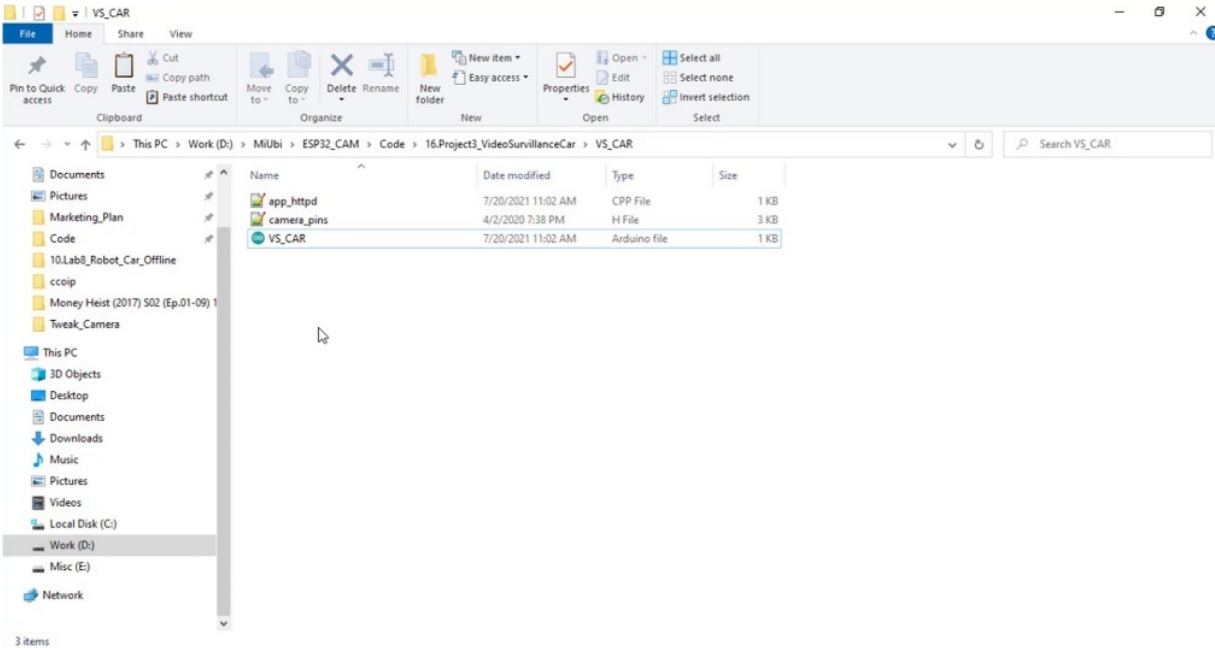 VS_CAR
File Home Share View
Pin to Quick access
Copy
Paste
Cut
Copy path
Paste shortcut
Clipboard
Move to
Copy to
Delete
Rename
Organize
New folder
New item
Easy access
New
Properties
Open
Edit
History
Open
Select all
Select none
Invert selection
Select
This PC > Work (D:) > MiUbi > ESP32_CAM > Code > 16.Project3_VideoSurvillanceCar > VS_CAR
Search VS_CAR
Documents
Pictures
Marketing_Plan
Code
10.Lab8_Robot_Car_Offline
ccoip
Money Heist (2017) S02 (Ep.01-09) 1
Tweak_Camera
This PC
3D Objects
Desktop
Documents
Downloads
Music
Pictures
Videos
Local Disk (C:)
Work (D:)
Misc (E:)
Network
Name Date modified Type Size
app_httpd 7/20/2021 11:02 AM CPP File 1 KB
camera_pins 4/2/2020 7:38 PM H File 3 KB
VS_CAR 7/20/2021 11:02 AM Arduino file 1 KB
3 items